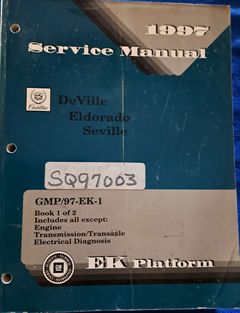 1997
Service Manual
Cadillac
DeVille
Eldorado
Seville
SQ97003
GMP/97-EK-1
Book 1 of 2
Includes all except:
Engine
Transmission/Transaxle
Electrical Diagnosis
EK Platform